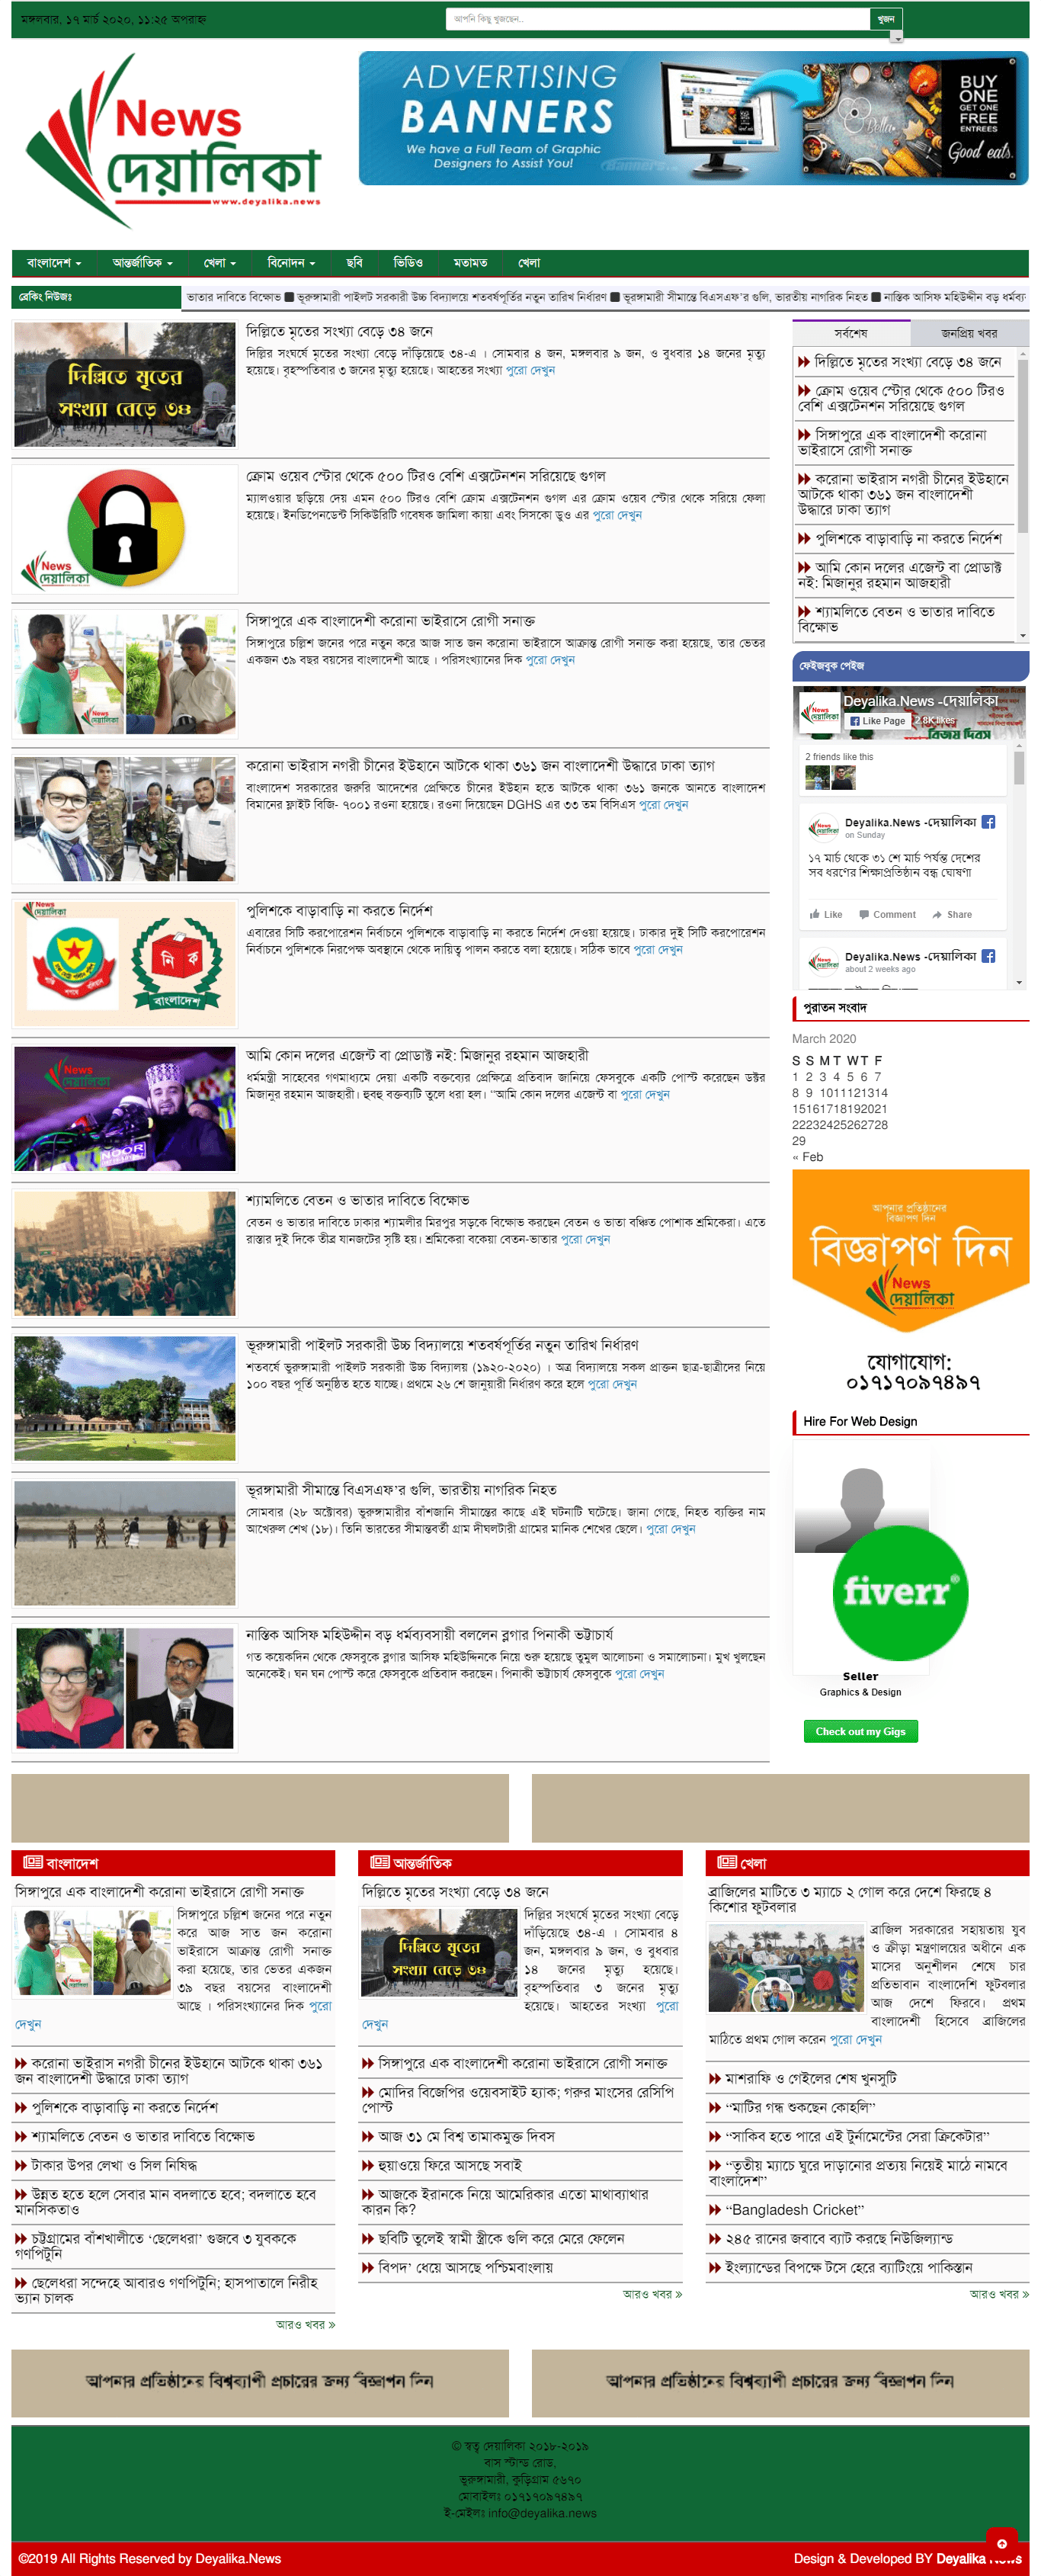 মঙ্গলবার, ১৭ মার্চ ২০২০, ১১:২৫ অপরাহ্ন
আপনি কিছু খুজছেন..
খুজন
News
দেয়ালিকা
www.deyalika.news
ADVERTISING
BANNERS
We have a Full Team of Graphic
Designers to Assist You!
BUY
ONE
GET ONE
FREE
ENTREES
Bella
Good eats.
বাংলাদেশ
আন্তর্জাতিক
খেলা
বিনোদন
ছবি
ভিডিও
মতামত
খেলা
ব্রেকিং নিউজঃ
ভাতার দাবিতে বিক্ষোভ
ভূরুঙ্গামারী পাইলট সরকারী উচ্চ বিদ্যালয়ে শতবর্ষপূর্তির নতুন তারিখ নির্ধারণ
ভূরঙ্গামারী সীমান্তে বিএসএফ'র গুলি, ভারতীয় নাগরিক নিহত
নাস্তিক আসিফ মহিউদ্দীন বড় ধর্মব্য
দিল্লিতে মৃতের
সংখ্যা বেড়ে ৩৪
দিল্লিতে মৃতের সংখ্যা বেড়ে ৩৪ জনে
দিল্লির সংঘর্ষে মৃতের সংখ্যা বেড়ে দাঁড়িয়েছে ৩৪-এ । সোমবার ৪ জন, মঙ্গলবার ৯ জন, ও বুধবার ১৪ জনের মৃত্যু
হয়েছে। বৃহস্পতিবার ৩ জনের মৃত্যু হয়েছে। আহতের সংখ্যা পুরো দেখুন
ক্রোম ওয়েব স্টোর থেকে ৫০০ টিরও বেশি এক্সটেনশন সরিয়েছে গুগল
ম্যালওয়ার ছড়িয়ে দেয় এমন ৫০০ টিরও বেশি ক্রোম এক্সটেনশন গুগল এর ক্রোম ওয়েব স্টোর থেকে সরিয়ে ফেলা
হয়েছে। ইনডিপেনডেন্ট সিকিউরিটি গবেষক জামিলা কায়া এবং সিসকো ডুও এর পুরো দেখুন
সিঙ্গাপুরে এক বাংলাদেশী করোনা ভাইরাসে রোগী সনাক্ত
সিঙ্গাপুরে চল্লিশ জনের পরে নতুন করে আজ সাত জন করোনা ভাইরাসে আক্রান্ত রোগী সনাক্ত করা হয়েছে, তার ভেতর
একজন ৩৯ বছর বয়সের বাংলাদেশী আছে । পরিসংখ্যানের দিক পুরো দেখুন
করোনা ভাইরাস নগরী চীনের ইউহানে আটকে থাকা ৩৬১ জন বাংলাদেশী উদ্ধারে ঢাকা ত্যাগ
বাংলাদেশ সরকারের জরুরি আদেশের প্রেক্ষিতে চীনের ইউহান হতে আটকে থাকা ৩৬১ জনকে আনতে বাংলাদেশ
বিমানের ফ্লাইট বিজি- ৭০০১ রওনা হয়েছে। রওনা দিয়েছেন DGHS এর ৩৩ তম বিসিএস পুরো দেখুন
পুলিশকে বাড়াবাড়ি না করতে নির্দেশ
এবারের সিটি করপোরেশন নির্বাচনে পুলিশকে বাড়াবাড়ি না করতে নির্দেশ দেওয়া হয়েছে। ঢাকার দুই সিটি করপোরেশন
নির্বাচনে পুলিশকে নিরপেক্ষ অবস্থানে থেকে দায়িত্ব পালন করতে বলা হয়েছে। সঠিক ভাবে পুরো দেখুন
আমি কোন দলের এজেন্ট বা প্রোডাক্ট নই: মিজানুর রহমান আজহারী
ধর্মমন্ত্রী সাহেবের গণমাধ্যমে দেয়া একটি বক্তব্যের প্রেক্ষিত্রে প্রতিবাদ জানিয়ে ফেসবুকে একটি পোস্ট করেছেন ডক্টর
মিজানুর রহমান আজহারী। হুবহু বক্তব্যটি তুলে ধরা হল। “আমি কোন দলের এজেন্ট বা পুরো দেখুন
শ্যামলিতে বেতন ও ভাতার দাবিতে বিক্ষোভ
বেতন ও ভাতার দাবিতে ঢাকার শ্যামলীর মিরপুর সড়কে বিক্ষোভ করছেন বেতন ও ভাতা বঞ্চিত পোশাক শ্রমিকেরা। এতে
রাস্তার দুই দিকে তীব্র যানজটের সৃষ্টি হয়। শ্রমিকেরা বকেয়া বেতন-ভাতার পুরো দেখুন
ভূরুঙ্গামারী পাইলট সরকারী উচ্চ বিদ্যালয়ে শতবর্ষপূর্তির নতুন তারিখ নির্ধারণ
শতবর্ষে ভুরুঙ্গামারী পাইলট সরকারী উচ্চ বিদ্যালয় (১৯২০-২০২০) । অত্র বিদ্যালয়ে সকল প্রাক্তন ছাত্র-ছাত্রীদের নিয়ে
১০০ বছর পূর্তি অনুষ্ঠিত হতে যাচ্ছে। প্রথমে ২৬ শে জানুয়ারী নির্ধারণ করে হলে পুরো দেখুন
ভূরঙ্গামারী সীমান্তে বিএসএফ'র গুলি, ভারতীয় নাগরিক নিহত
সোমবার (২৮ অক্টোবর) ভুরুঙ্গামারীর বাঁশজানি সীমান্তের কাছে এই ঘটনাটি ঘটেছে। জানা গেছে, নিহত ব্যক্তির নাম
আখেরুল শেখ (১৮)। তিনি ভারতের সীমান্তবর্তী গ্রাম দীঘলটারী গ্রামের মানিক শেখের ছেলে। পুরো দেখুন
নাস্তিক আসিফ মহিউদ্দীন বড় ধর্মব্যবসায়ী বললেন ব্লগার পিনাকী ভট্টাচার্য
গত কয়েকদিন থেকে ফেসবুকে ব্লগার আসিফ মহিউদ্দিনকে নিয়ে শুরু হয়েছে তুমুল আলোচনা ও সমালোচনা। মুখ খুলছেন
অনেকেই। ঘন ঘন পোস্ট করে ফেসবুকে প্রতিবাদ করছেন। পিনাকী ভট্টাচার্য ফেসবুকে পুরো দেখুন
সর্বশেষ
জনপ্রিয় খবর
দিল্লিতে মৃতের সংখ্যা বেড়ে ৩৪ জনে
ক্রোম ওয়েব স্টোর থেকে ৫০০ টিরও
বেশি এক্সটেনশন সরিয়েছে গুগল
সিঙ্গাপুরে এক বাংলাদেশী করোনা
ভাইরাসে রোগী সনাক্ত
করোনা ভাইরাস নগরী চীনের ইউহানে
আটকে থাকা ৩৬১ জন বাংলাদেশী
উদ্ধারে ঢাকা ত্যাগ
পুলিশকে বাড়াবাড়ি না করতে নির্দেশ
আমি কোন দলের এজেন্ট বা প্রোডাক্ট
নই: মিজানুর রহমান আজহারী
শ্যামলিতে বেতন ও ভাতার দাবিতে
বিক্ষোভ
ফেইজবুক পেইজ
Deyalika.News -দেয়ালিকা
Like Page
2.8K likes
2 friends like this
Deyalika.News -দেয়ালিকা
on Sunday
১৭ মার্চ থেকে ৩১ শে মার্চ পর্যন্ত দেশের
সব ধরণের শিক্ষাপ্রতিষ্ঠান বন্ধ ঘোষণা
Like
Comment
Share
Deyalika.News -দেয়ালিকা
about 2 weeks ago
পুরাতন সংবাদ
March 2020
S S M T W T F
1 2 3 4 5 6 7
8 9 10 11 12 13 14
15 16 17 18 19 20 21
22 23 24 25 26 27 28
29
« Feb
আপনার প্রতিষ্ঠানের
বিজ্ঞাপণ দিন
বিজ্ঞাপণ দিন
News
দেয়ালিকা
যোগাযোগ:
০১৭১৭০৯৭৪৯৭
Hire For Web Design
fiverr®
Seller
Graphics & Design
Check out my Gigs
বাংলাদেশ
সিঙ্গাপুরে এক বাংলাদেশী করোনা ভাইরাসে রোগী সনাক্ত
সিঙ্গাপুরে চল্লিশ জনের পরে নতুন
করে আজ সাত জন করোনা
ভাইরাসে আক্রান্ত রোগী সনাক্ত
করা হয়েছে, তার ভেতর একজন
৩৯ বছর বয়সের বাংলাদেশী
আছে । পরিসংখ্যানের দিক পুরো
দেখুন
করোনা ভাইরাস নগরী চীনের ইউহানে আটকে থাকা ৩৬১
জন বাংলাদেশী উদ্ধারে ঢাকা ত্যাগ
পুলিশকে বাড়াবাড়ি না করতে নির্দেশ
শ্যামলিতে বেতন ও ভাতার দাবিতে বিক্ষোভ
টাকার উপর লেখা ও সিল নিষিদ্ধ
উন্নত হতে হলে সেবার মান বদলাতে হবে; বদলাতে হবে
মানসিকতাও
চট্টগ্রামের বাঁশখালীতে ‘ছেলেধরা’ গুজবে ৩ যুবককে
গণপিটুনি
ছেলেধরা সন্দেহে আবারও গণপিটুনি; হাসপাতালে নিরীহ
ভ্যান চালক
আরও খবর »
আন্তর্জাতিক
দিল্লিতে মৃতের সংখ্যা বেড়ে ৩৪ জনে
দিল্লিতে মৃতের
সংখ্যা বেড়ে ৩৪
দিল্লির সংঘর্ষে মৃতের সংখ্যা বেড়ে
দাঁড়িয়েছে ৩৪-এ । সোমবার ৪
জন, মঙ্গলবার ৯ জন, ও বুধবার
১৪ জনের মৃত্যু হয়েছে।
বৃহস্পতিবার ৩ জনের মৃত্যু
হয়েছে। আহতের সংখ্যা পুরো
দেখুন
সিঙ্গাপুরে এক বাংলাদেশী করোনা ভাইরাসে রোগী সনাক্ত
মোদির বিজেপির ওয়েবসাইট হ্যাক; গরুর মাংসের রেসিপি
পোস্ট
আজ ৩১ মে বিশ্ব তামাকমুক্ত দিবস
হুয়াওয়ে ফিরে আসছে সবাই
আজকে ইরানকে নিয়ে আমেরিকার এতো মাথাব্যাথার
কারন কি?
ছবিটি তুলেই স্বামী স্ত্রীকে গুলি করে মেরে ফেলেন
বিপদ’ ধেয়ে আসছে পশ্চিমবাংলায়
আরও খবর »
খেলা
ব্রাজিলের মাটিতে ৩ ম্যাচে ২ গোল করে দেশে ফিরছে ৪
কিশোর ফুটবলার
ব্রাজিল সরকারের সহায়তায় যুব
ও ক্রীড়া মন্ত্রণালয়ের অধীনে এক
মাসের অনুশীলন শেষে চার
প্রতিভাবান বাংলাদেশি ফুটবলার
আজ দেশে ফিরবে। প্রথম
বাংলাদেশী হিসেবে ব্রাজিলের
মাঠিতে প্রথম গোল করেন পুরো দেখুন
মাশরাফি ও গেইলের শেষ খুনসুটি
“মাটির গন্ধ শুকছেন কোহলি”
“সাকিব হতে পারে এই টুর্নামেন্টের সেরা ক্রিকেটার”
“তৃতীয় ম্যাচে ঘুরে দাড়ানোর প্রত্যয় নিয়েই মাঠে নামবে
বাংলাদেশ”
“Bangladesh Cricket”
২৪৫ রানের জবাবে ব্যাট করছে নিউজিল্যান্ড
ইংল্যান্ডের বিপক্ষে টসে হেরে ব্যাটিংয়ে পাকিস্তান
আরও খবর »
আপনার প্রতিষ্ঠানের বিশ্বব্যাপী প্রচারের জন্য বিজ্ঞাপন দিন
আপনার প্রতিষ্ঠানের বিশ্বব্যাপী প্রচারের জন্য বিজ্ঞাপন দিন
© স্বত্ব দেয়ালিকা ২০১৮-২০১৯
বাস স্টান্ড রোড,
ভুরুঙ্গামারী, কুড়িগ্রাম ৫৬৭০
মোবাইলঃ ০১৭১৭০৯৭৪৯৭
ই-মেইলঃ info@deyalika.news
©2019 All Rights Reserved by Deyalika.News
Design & Developed BY Deyalika News